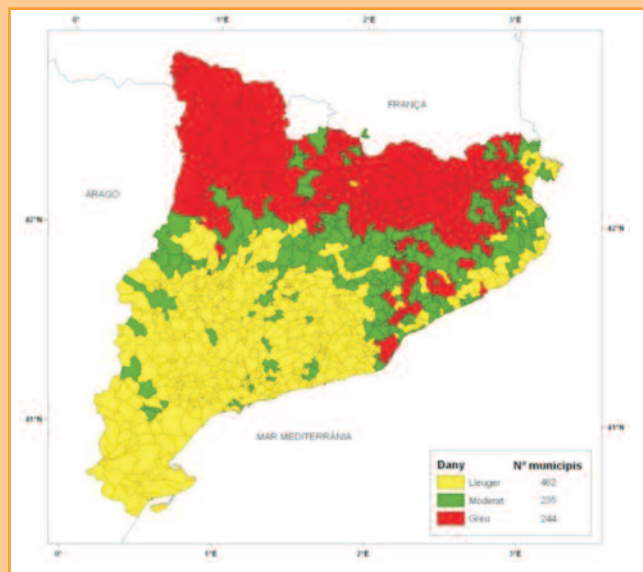 0° -1°E 2°E 3°E
FRANÇA
ARAGÓ
42°N 42°N
41°N 41°N
MAR MEDITERRÀNIA
Dany Nº municipis
Lleuger 462
Moderat 235
Greu 244
0° 1°E 2°E 3°E